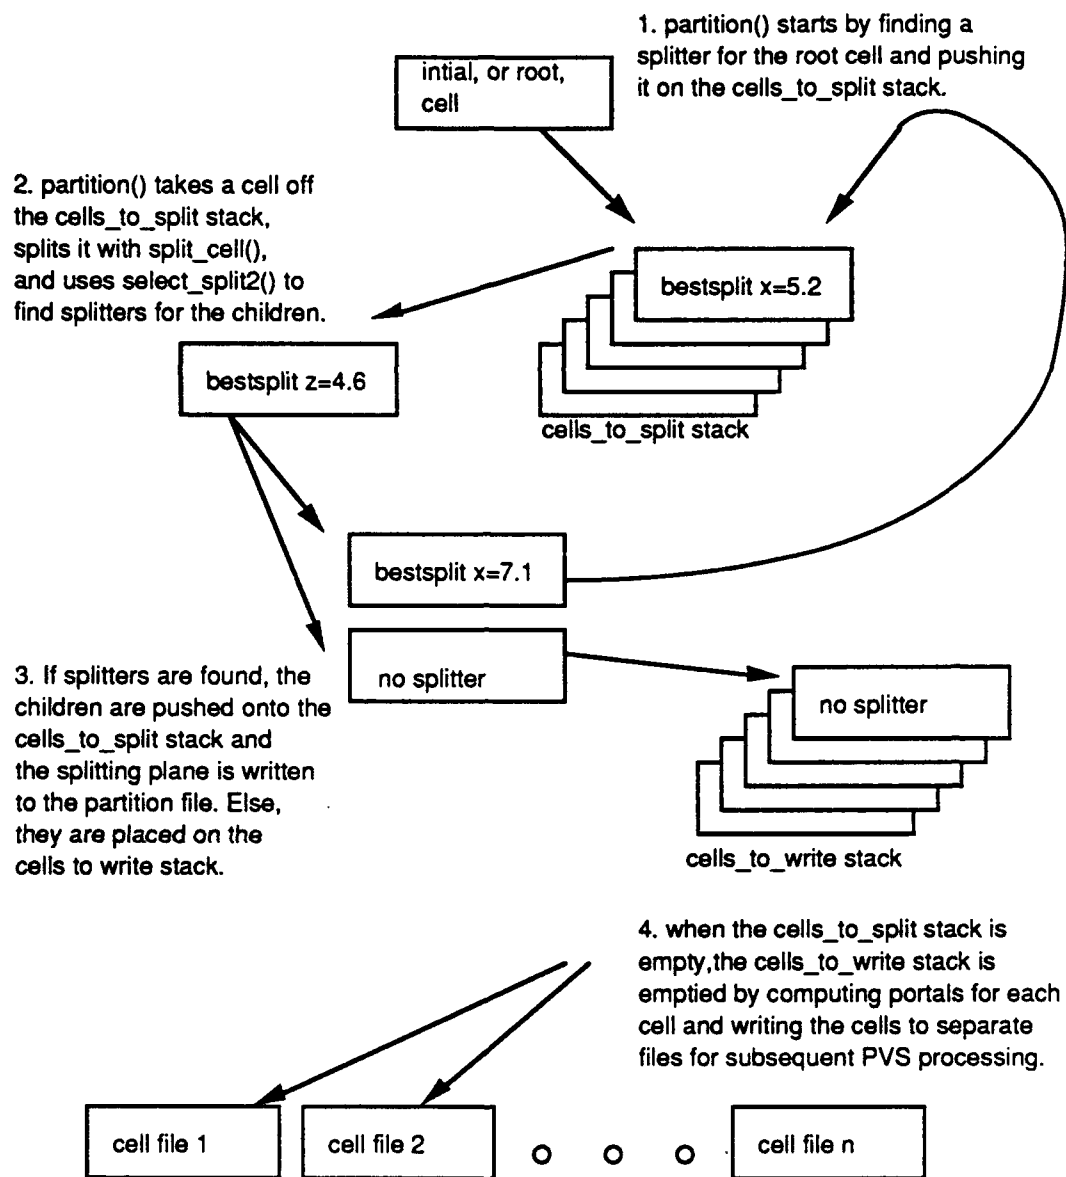 1. partition() starts by finding a
splitter for the root cell and pushing
it on the cells_to_split stack.
intial, or root,
cell
2. partition() takes a cell off
the cells_to_split stack,
splits it with split_cell(),
and uses select_split2() to
find splitters for the children.
bestsplit x=5.2
bestsplit z=4.6
cells_to_split stack
bestsplit x=7.1
no splitter
3. If splitters are found, the
children are pushed onto the
cells_to_split stack and
the splitting plane is written
to the partition file. Else,
they are placed on the
cells to write stack.
no splitter
cells_to_write stack
4. when the cells_to_split stack is
empty,the cells_to_write stack is
emptied by computing portals for each
cell and writing the cells to separate
files for subsequent PVS processing.
cell file 1
cell file 2
cell file n